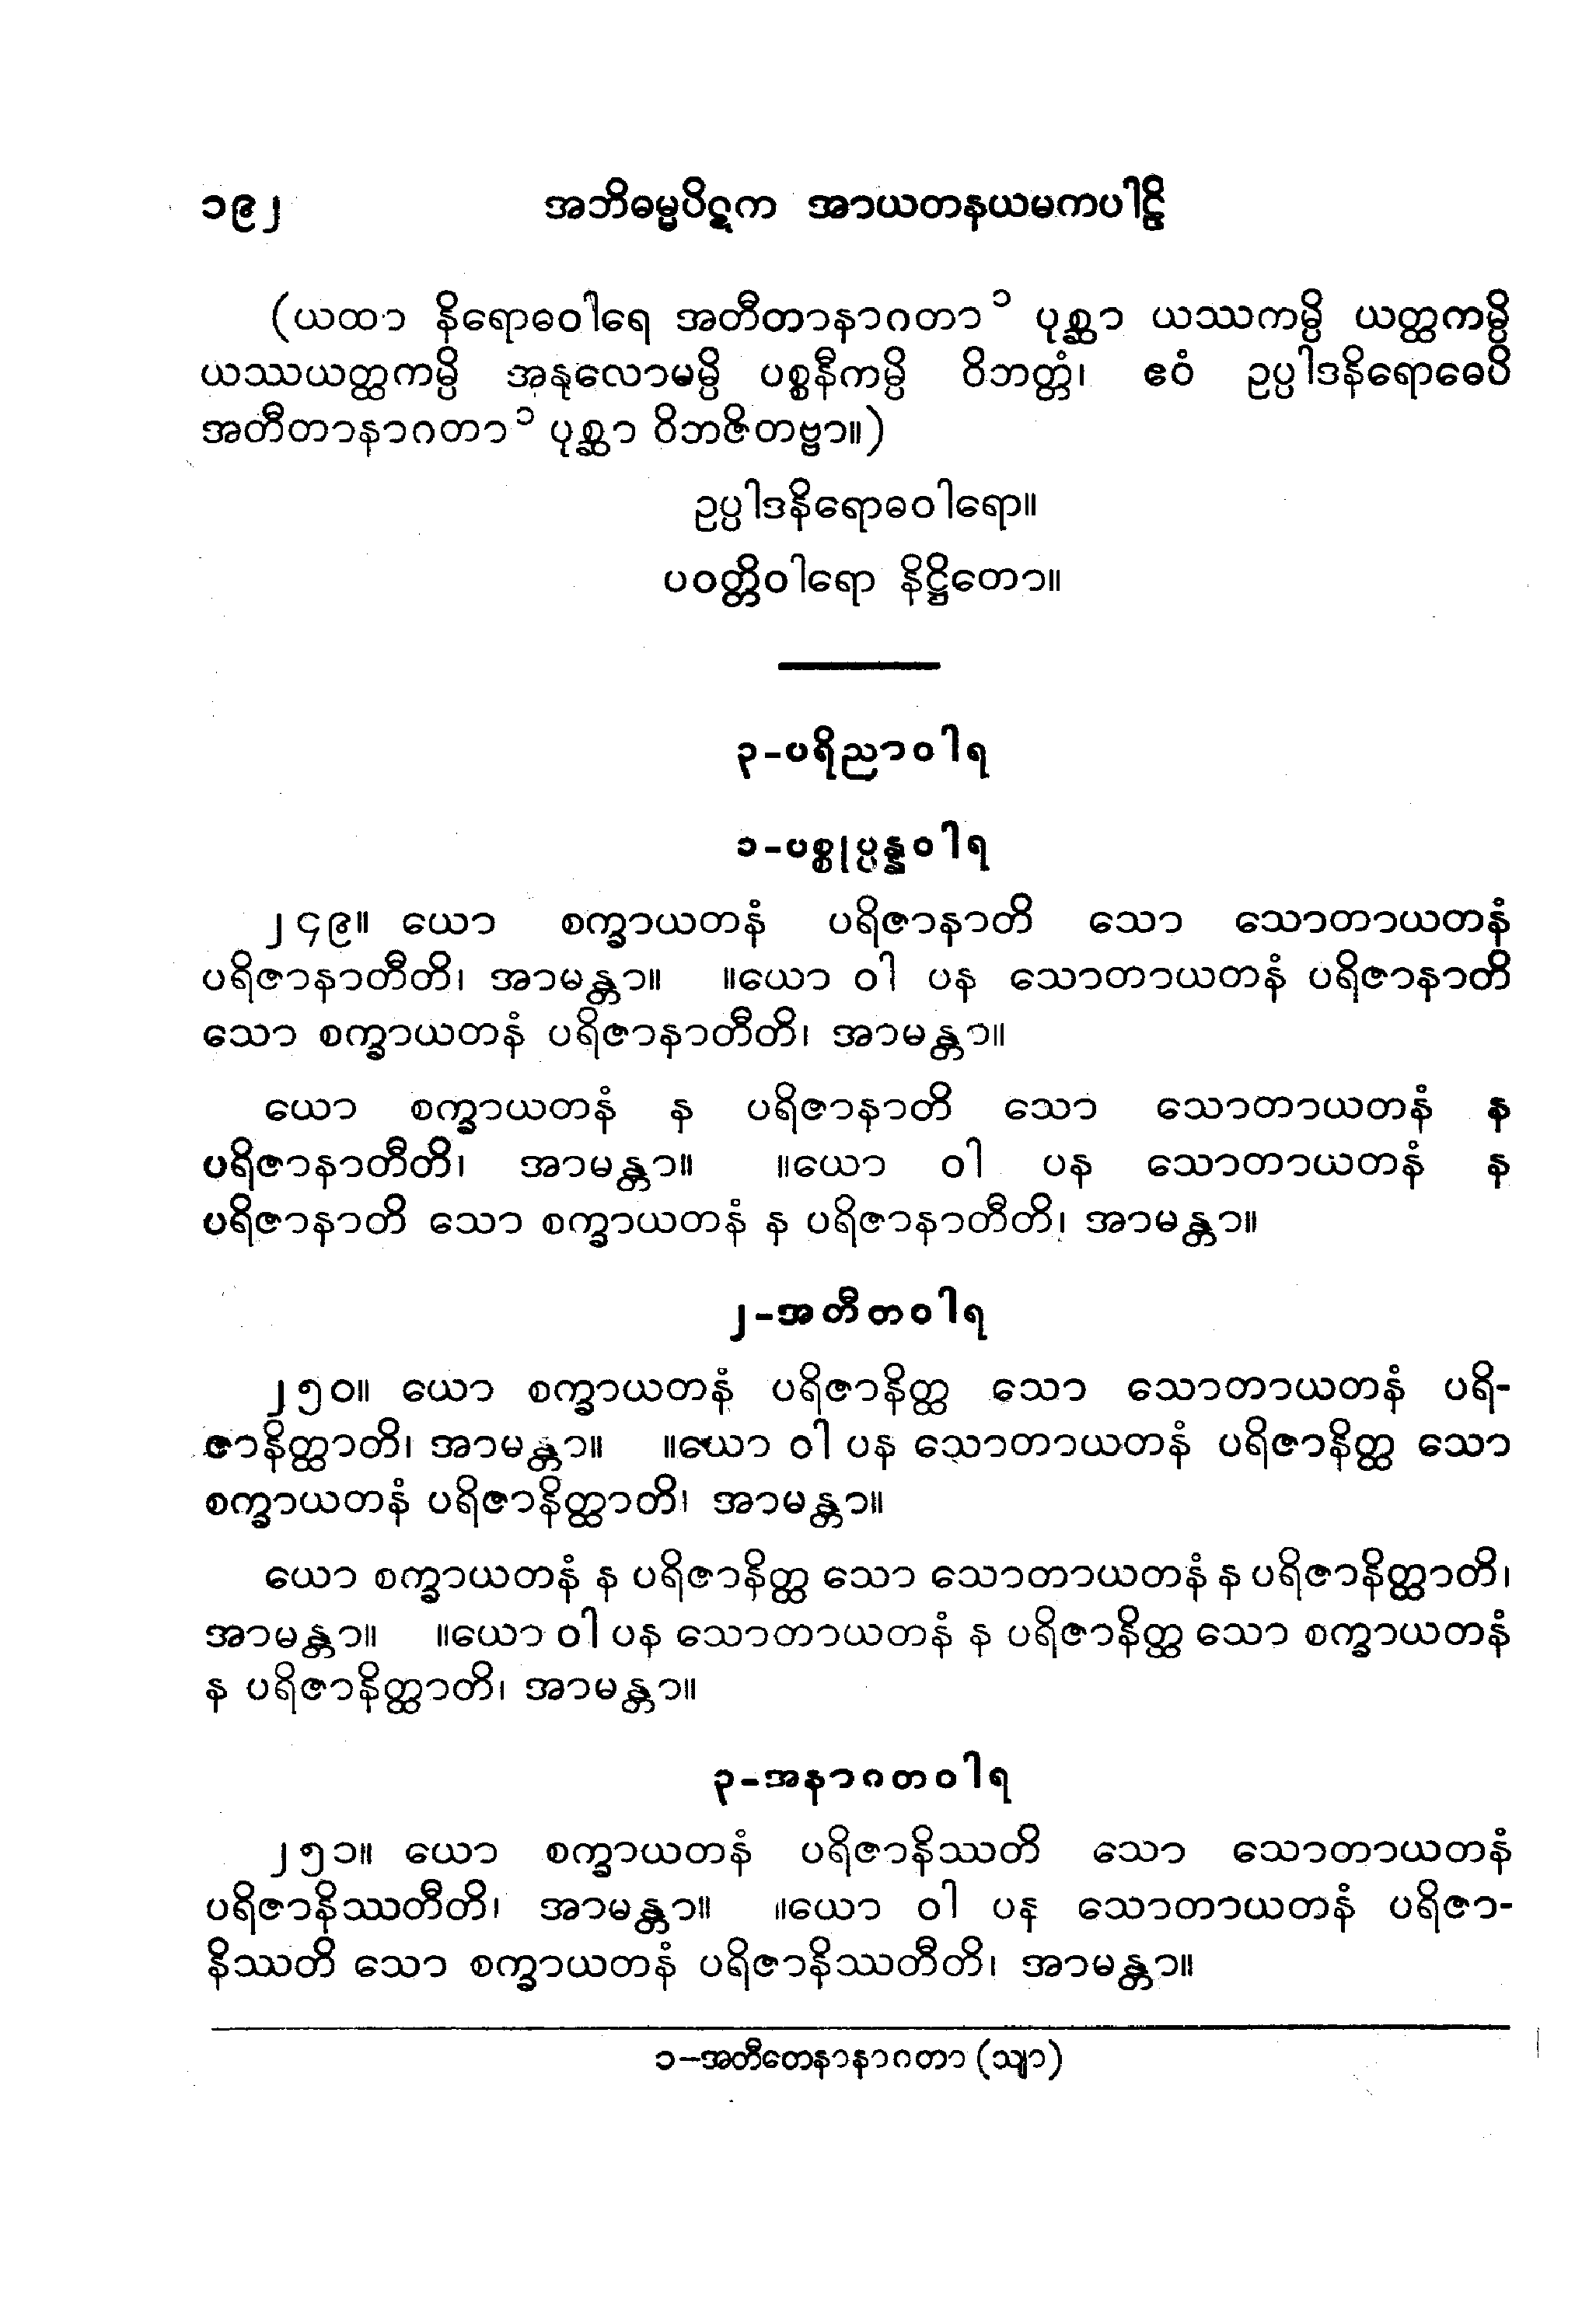 ၁၉၂ အဘိဓမ္မပိဋက အာယတနယမကပါဠိ
(ယထာ နိရောဓဝါရေ အတီတာနာဂတာ ၁ ပုစ္ဆာ ယဿကမ္ပိ ယတ္ထကမ္ပိ
ယဿယတ္ထကမ္ပိ အနုလောမမ္ပိ ပစ္စနီကမ္ပိ ဝိဘတ္တံ၊ ဧဝံ ဥပ္ပါဒနိရောဓေပိ
အတီတာနာဂတာ ၁ ပုစ္ဆာ ဝိဘဇိတဗ္ဗာ။)
ဥပ္ပါဒနိရောဓဝါရော။
ပဝတ္တိဝါရော နိဋ္ဌိတော။
၃-ပရိညာဝါရ
၁-ပစ္စုပ္ပန္နဝါရ
၂၄၉။ ယော စက္ခာယတနံ ပရိဇာနာတိ သော သောတာယတနံ
ပရိဇာနာတီတိ၊ အာမန္တာ။ ။ယော ဝါ ပန သောတာယတနံ ပရိဇာနာတိ
သော စက္ခာယတနံ ပရိဇာနာတီတိ၊ အာမန္တာ။
ယော စက္ခာယတနံ န ပရိဇာနာတိ သော သောတာယတနံ န
ပရိဇာနာတီတိ၊ အာမန္တာ။ ။ယော ဝါ ပန သောတာယတနံ န
ပရိဇာနာတိ သော စက္ခာယတနံ န ပရိဇာနာတီတိ၊ အာမန္တာ။
၂-အတီတဝါရ
၂၅၀။ ယော စက္ခာယတနံ ပရိဇာနိတ္ထ သော သောတာယတနံ ပရိ-
ဇာနိတ္ထာတိ၊ အာမန္တာ။ ။ယော ဝါ ပန သောတာယတနံ ပရိဇာနိတ္ထ သော
စက္ခာယတနံ ပရိဇာနိတ္ထာတိ၊ အာမန္တာ။
ယော စက္ခာယတနံ န ပရိဇာနိတ္ထ သော သောတာယတနံ န ပရိဇာနိတ္ထာတိ၊
အာမန္တာ။ ။ယော ဝါ ပန သောတာယတနံ န ပရိဇာနိတ္ထ သော စက္ခာယတနံ
န ပရိဇာနိတ္ထာတိ၊ အာမန္တာ။
၃-အနာဂတဝါရ
၂၅၁။ ယော စက္ခာယတနံ ပရိဇာနိဿတိ သော သောတာယတနံ
ပရိဇာနိဿတီတိ၊ အာမန္တာ။ ။ယော ဝါ ပန သောတာယတနံ ပရိဇာ-
နိဿတိ သော စက္ခာယတနံ ပရိဇာနိဿတီတိ၊ အာမန္တာ။
၁-အတီတေနာနာဂတာ (သျာ)